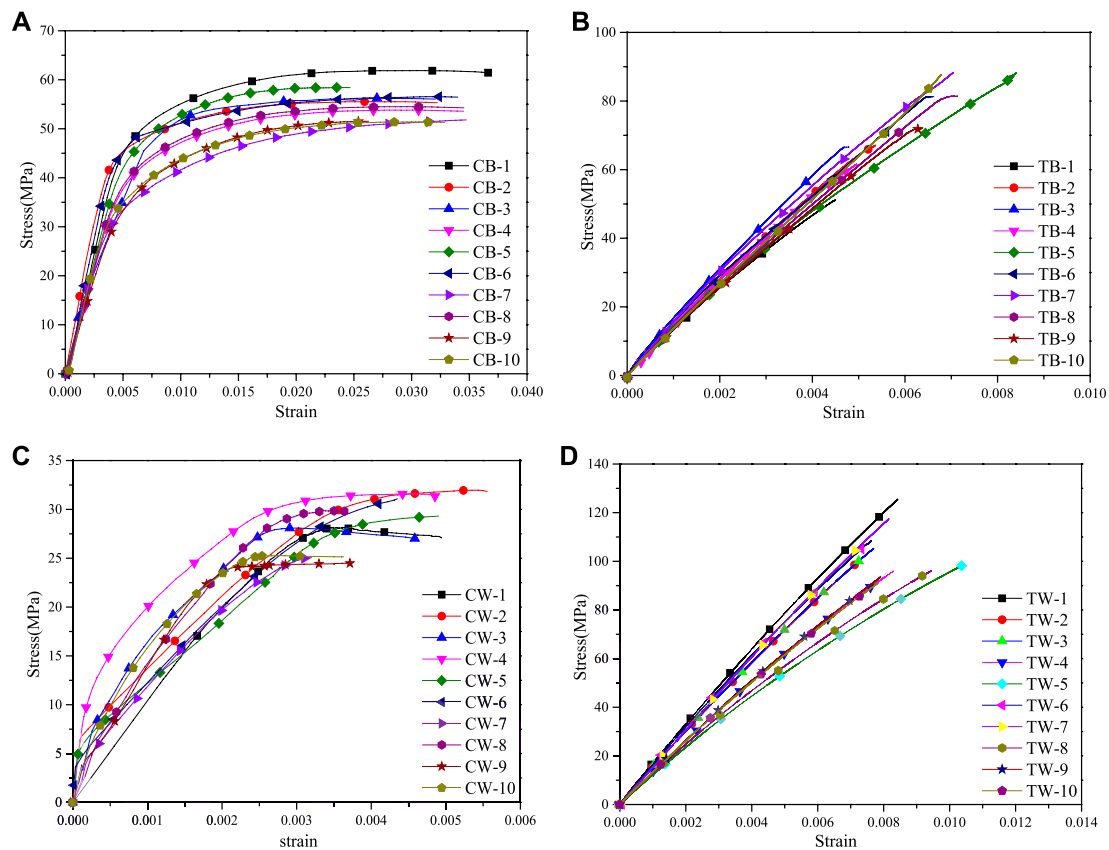 A
70
60
50
40
30
20
10
0
Stress(MPa)
0.000 0.005 0.010 0.015 0.020 0.025 0.030 0.035 0.040
Strain
CB-1
CB-2
CB-3
CB-4
CB-5
CB-6
CB-7
CB-8
CB-9
CB-10
B
100
80
60
40
20
0
Stress(MPa)
0.000 0.002 0.004 0.006 0.008 0.010
Strain
TB-1
TB-2
TB-3
TB-4
TB-5
TB-6
TB-7
TB-8
TB-9
TB-10
C
35
30
25
20
15
10
5
0
Stress(MPa)
0.000 0.001 0.002 0.003 0.004 0.005 0.006
strain
CW-1
CW-2
CW-3
CW-4
CW-5
CW-6
CW-7
CW-8
CW-9
CW-10
D
140
120
100
80
60
40
20
0
Stress(MPa)
0.000 0.002 0.004 0.006 0.008 0.010 0.012 0.014
Strain
TW-1
TW-2
TW-3
TW-4
TW-5
TW-6
TW-7
TW-8
TW-9
TW-10